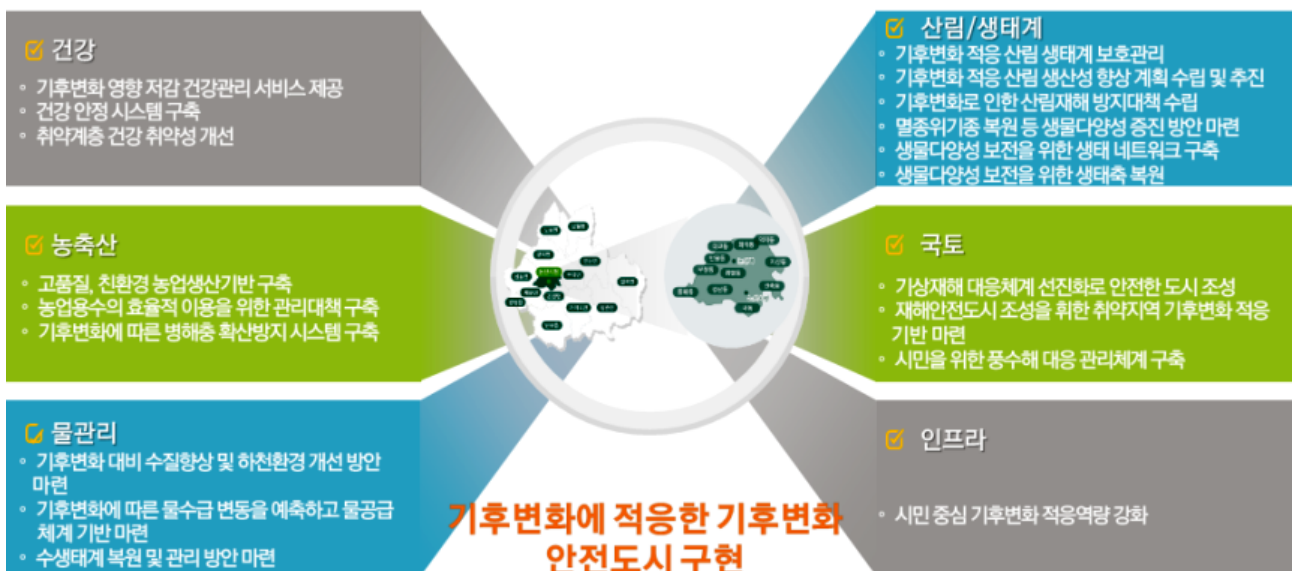 건강
◦ 기후변화 영향 저감 건강관리 서비스 제공
◦ 건강 안정 시스템 구축
◦ 취약계층 건강 취약성 개선
농축산
◦ 고품질, 친환경 농업생산기반 구축
◦ 농업용수의 효율적 이용을 위한 관리대책 구축
◦ 기후변화에 따른 병해충 확산방지 시스템 구축
물관리
◦ 기후변화 대비 수질향상 및 하천환경 개선 방안
마련
◦ 기후변화에 따른 물수급 변동을 예측하고 물공급
체계 기반 마련
◦ 수생태계 복원 및 관리 방안 마련
산림/생태계
◦ 기후변화 적응 산림 생태계 보호관리
◦ 기후변화 적응 산림 생산성 향상 계획 수립 및 추진
◦ 기후변화로 인한 산림재해 방지대책 수립
◦ 멸종위기종 복원 등 생물다양성 증진 방안 마련
◦ 생물다양성 보전을 위한 생태 네트워크 구축
◦ 생물다양성 보전을 위한 생태축 복원
국토
◦ 기상재해 대응체계 선진화로 안전한 도시 조성
◦ 재해안전도시 조성을 휘한 취약지역 기후변화 적응
기반 마련
◦ 시민을 위한 풍수해 대응 관리체계 구축
인프라
◦ 시민 중심 기후변화 적응역량 강화
기후변화에 적응한 기후변화
안전도시 구현